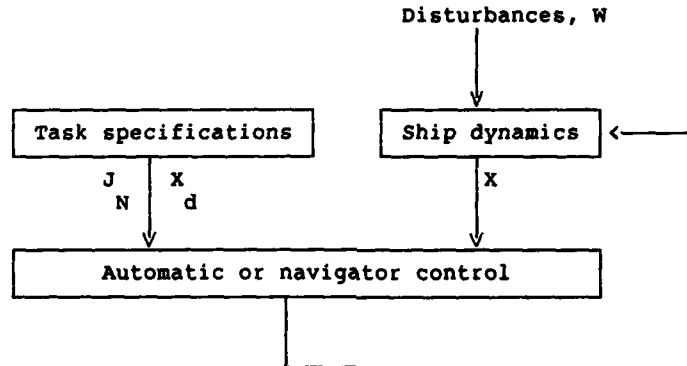 Disturbances, W
Task specifications
Ship dynamics
J X
N d
X
Automatic or navigator control